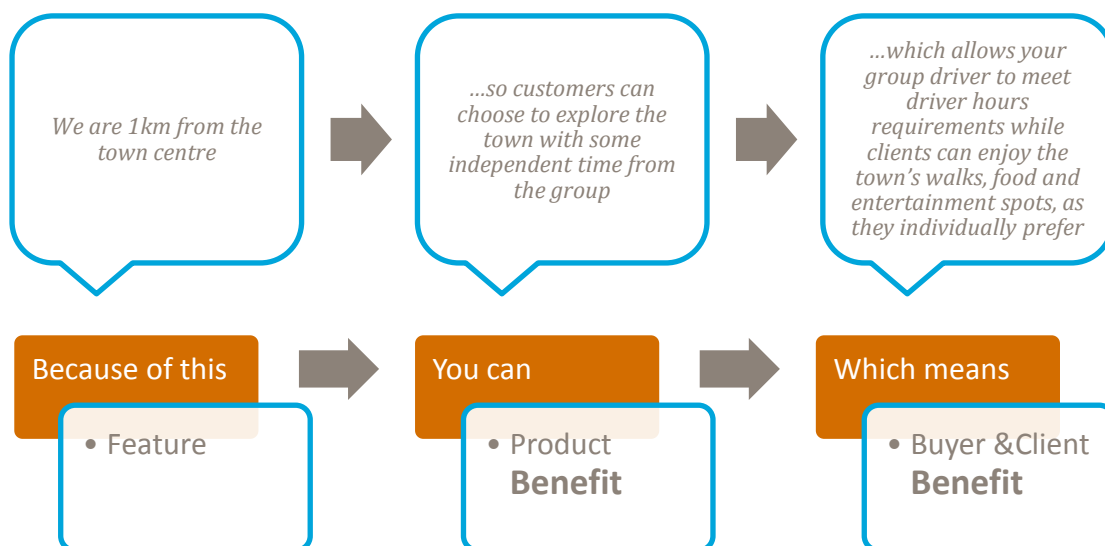 We are 1km from the
town centre
...so customers can
choose to explore the
town with some
independent time from
the group
...which allows your
group driver to meet
driver hours
requirements while
clients can enjoy the
town’s walks, food and
entertainment spots, as
they individually prefer
Because of this
• Feature
You can
• Product
Benefit
Which means
• Buyer &Client
Benefit